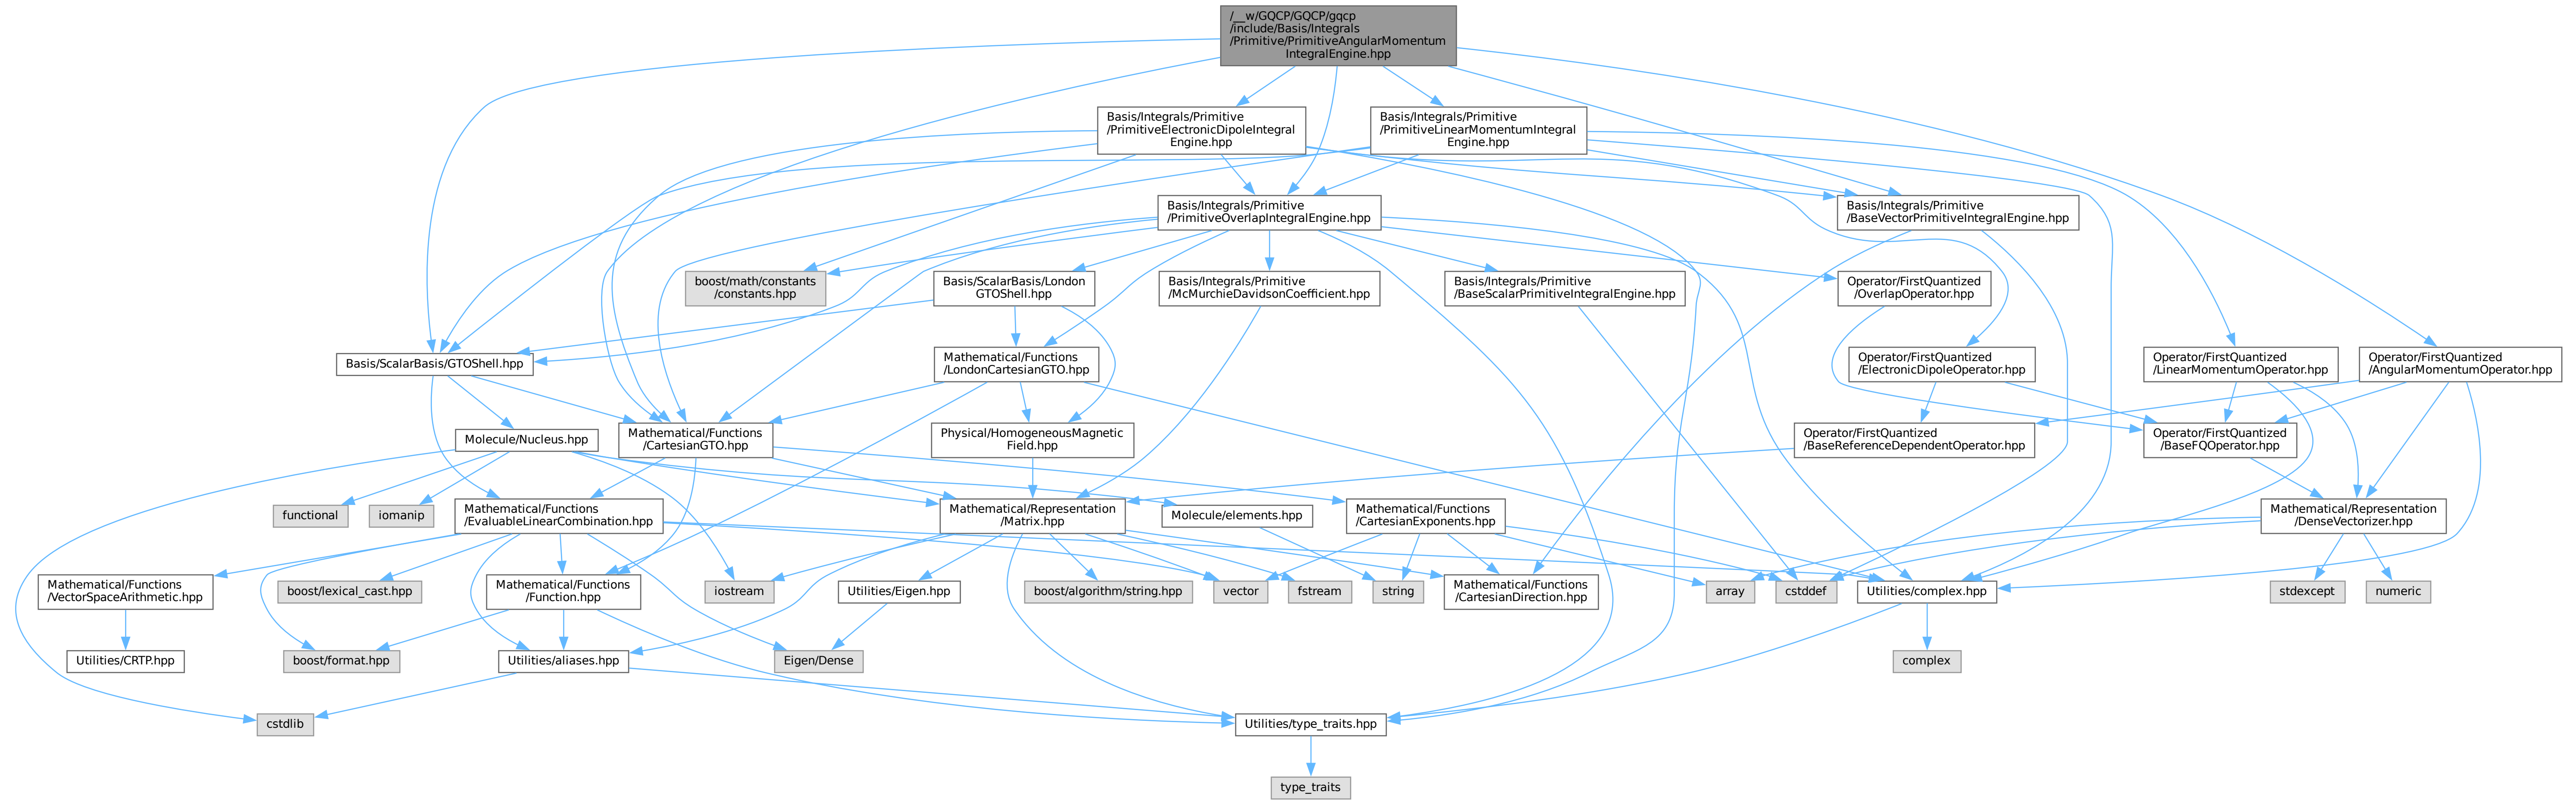 /__w/GQCP/GQCP/gqcp
/include/Basis/Integrals
/Primitive/PrimitiveAngularMomentum
IntegralEngine.hpp
Basis/Integrals/Primitive
/PrimitiveElectronicDipoleIntegral
Engine.hpp
Basis/Integrals/Primitive
/PrimitiveLinearMomentumIntegral
Engine.hpp
Basis/Integrals/Primitive
/PrimitiveOverlapIntegralEngine.hpp
Basis/Integrals/Primitive
/BaseVectorPrimitiveIntegralEngine.hpp
boost/math/constants
/constants.hpp
Basis/ScalarBasis/London
GTOShell.hpp
Basis/Integrals/Primitive
/McMurchieDavidsonCoefficient.hpp
Basis/Integrals/Primitive
/BaseScalarPrimitiveIntegralEngine.hpp
Operator/FirstQuantized
/OverlapOperator.hpp
Basis/ScalarBasis/GTOShell.hpp
Mathematical/Functions
/LondonCartesianGTO.hpp
Operator/FirstQuantized
/ElectronicDipoleOperator.hpp
Operator/FirstQuantized
/LinearMomentumOperator.hpp
Operator/FirstQuantized
/AngularMomentumOperator.hpp
Molecule/Nucleus.hpp
Mathematical/Functions
/CartesianGTO.hpp
Physical/HomogeneousMagnetic
Field.hpp
Operator/FirstQuantized
/BaseReferenceDependentOperator.hpp
Operator/FirstQuantized
/BaseFQOperator.hpp
functional
iomanip
Mathematical/Functions
/EvaluableLinearCombination.hpp
Mathematical/Representation
/Matrix.hpp
Molecule/elements.hpp
Mathematical/Functions
/CartesianExponents.hpp
Mathematical/Representation
/DenseVectorizer.hpp
Mathematical/Functions
/VectorSpaceArithmetic.hpp
boost/lexical_cast.hpp
Mathematical/Functions
/Function.hpp
iostream
Utilities/Eigen.hpp
boost/algorithm/string.hpp
vector
fstream
string
Mathematical/Functions
/CartesianDirection.hpp
array
cstddef
Utilities/complex.hpp
stdexcept
numeric
Utilities/CRTP.hpp
boost/format.hpp
Utilities/aliases.hpp
Eigen/Dense
complex
cstdlib
Utilities/type_traits.hpp
type_traits